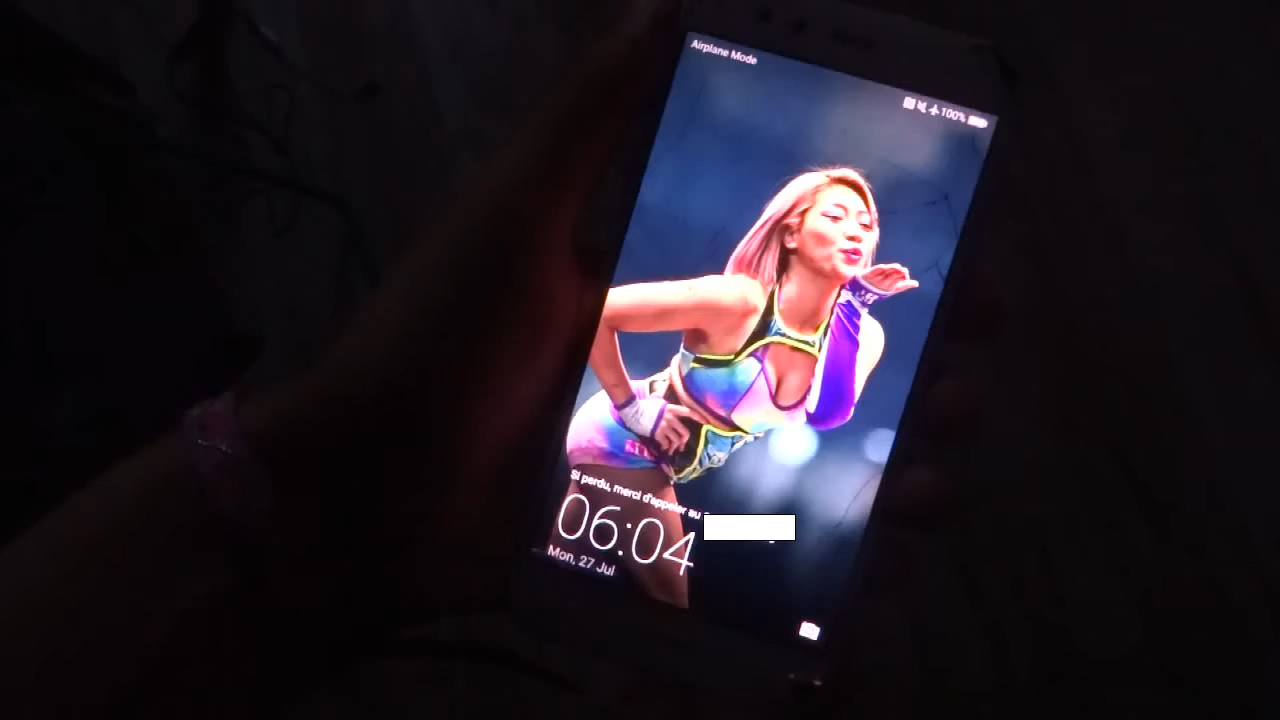 Airplane Mode
100%
Si perdu, merci d'appeler au
06:04
Mon, 27 Jul